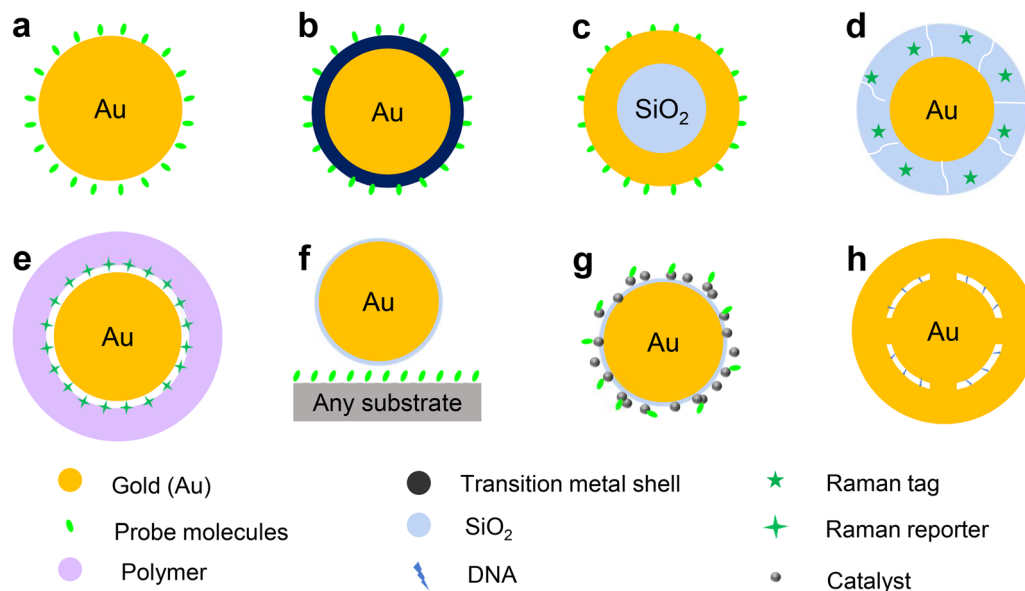 a b c d
Au Au SiO₂ Au
e f g h
Au Au Au Au
Any substrate
Gold (Au) Transition metal shell Raman tag
Probe molecules SiO₂ Raman reporter
Polymer DNA Catalyst